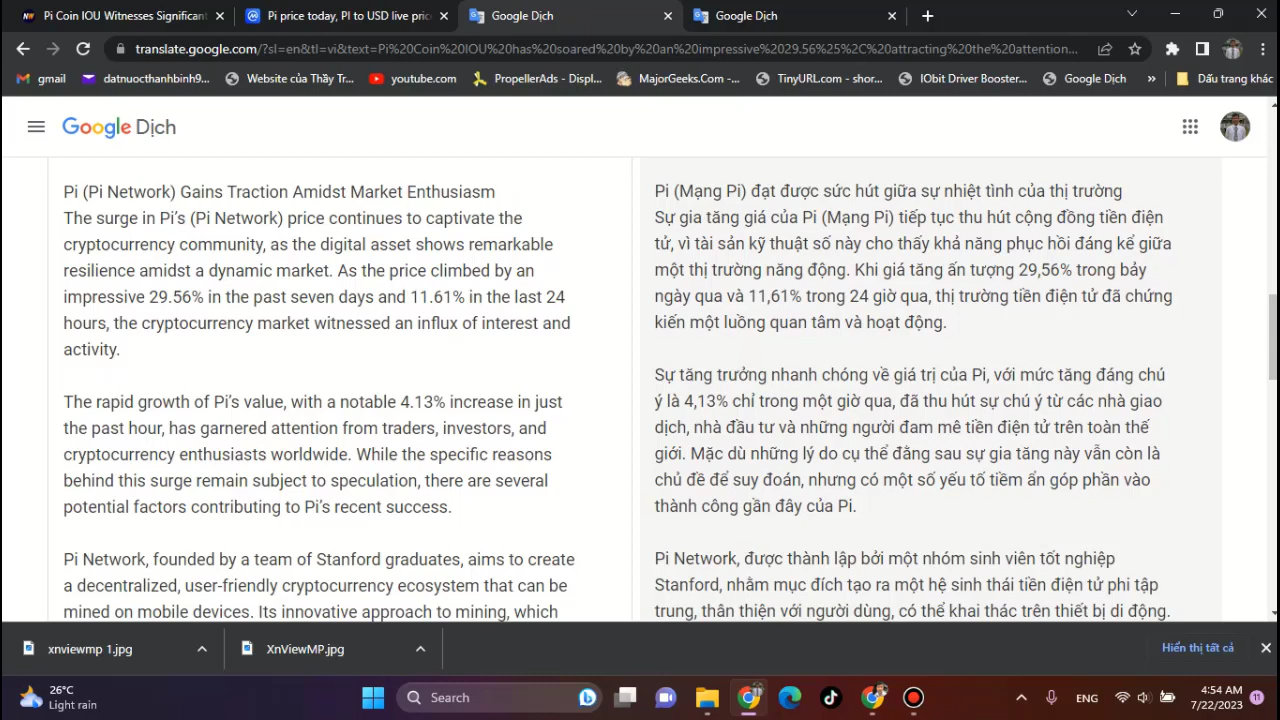 Pi Coin IOU Witnesses Significant
Pi price today, PI to USD live price
Google Dịch
Google Dịch
translate.google.com/?sl=en&tl=vi&text=Pi%20Coin%20IOU%20has%20soared%20by%20an%20impressive%2029.56%25%2C%20attracting%20the%20attention...
gmail
datnuocthanhbinh9...
Website của Thầy Tr...
youtube.com
PropellerAds - Displ...
MajorGeeks.Com -...
TinyURL.com - shor...
IObit Driver Booster...
Google Dịch
»
Dấu trang khác
Google Dịch
Pi (Pi Network) Gains Traction Amidst Market Enthusiasm
The surge in Pi's (Pi Network) price continues to captivate the
cryptocurrency community, as the digital asset shows remarkable
resilience amidst a dynamic market. As the price climbed by an
impressive 29.56% in the past seven days and 11.61% in the last 24
hours, the cryptocurrency market witnessed an influx of interest and
activity.
The rapid growth of Pi's value, with a notable 4.13% increase in just
the past hour, has garnered attention from traders, investors, and
cryptocurrency enthusiasts worldwide. While the specific reasons
behind this surge remain subject to speculation, there are several
potential factors contributing to Pi's recent success.
Pi Network, founded by a team of Stanford graduates, aims to create
a decentralized, user-friendly cryptocurrency ecosystem that can be
mined on mobile devices. Its innovative approach to mining, which
Pi (Mạng Pi) đạt được sức hút giữa sự nhiệt tình của thị trường
Sự gia tăng giá của Pi (Mạng Pi) tiếp tục thu hút cộng đồng tiền điện
tử, vì tài sản kỹ thuật số này cho thấy khả năng phục hồi đáng kể giữa
một thị trường năng động. Khi giá tăng ấn tượng 29,56% trong bảy
ngày qua và 11,61% trong 24 giờ qua, thị trường tiền điện tử đã chứng
kiến một luồng quan tâm và hoạt động.
Sự tăng trưởng nhanh chóng về giá trị của Pi, với mức tăng đáng chú
ý là 4,13% chỉ trong một giờ qua, đã thu hút sự chú ý từ các nhà giao
dịch, nhà đầu tư và những người đam mê tiền điện tử trên toàn thế
giới. Mặc dù những lý do cụ thể đằng sau sự gia tăng này vẫn còn là
chủ đề để suy đoán, nhưng có một số yếu tố tiềm ẩn góp phần vào
thành công gần đây của Pi.
Pi Network, được thành lập bởi một nhóm sinh viên tốt nghiệp
Stanford, nhằm mục đích tạo ra một hệ sinh thái tiền điện tử phi tập
trung, thân thiện với người dùng, có thể khai thác trên thiết bị di động.
xnviewmp 1.jpg
XnViewMP.jpg
Hiển thị tất cả
26°C
Light rain
Search
ENG
4:54 AM
7/22/2023
11